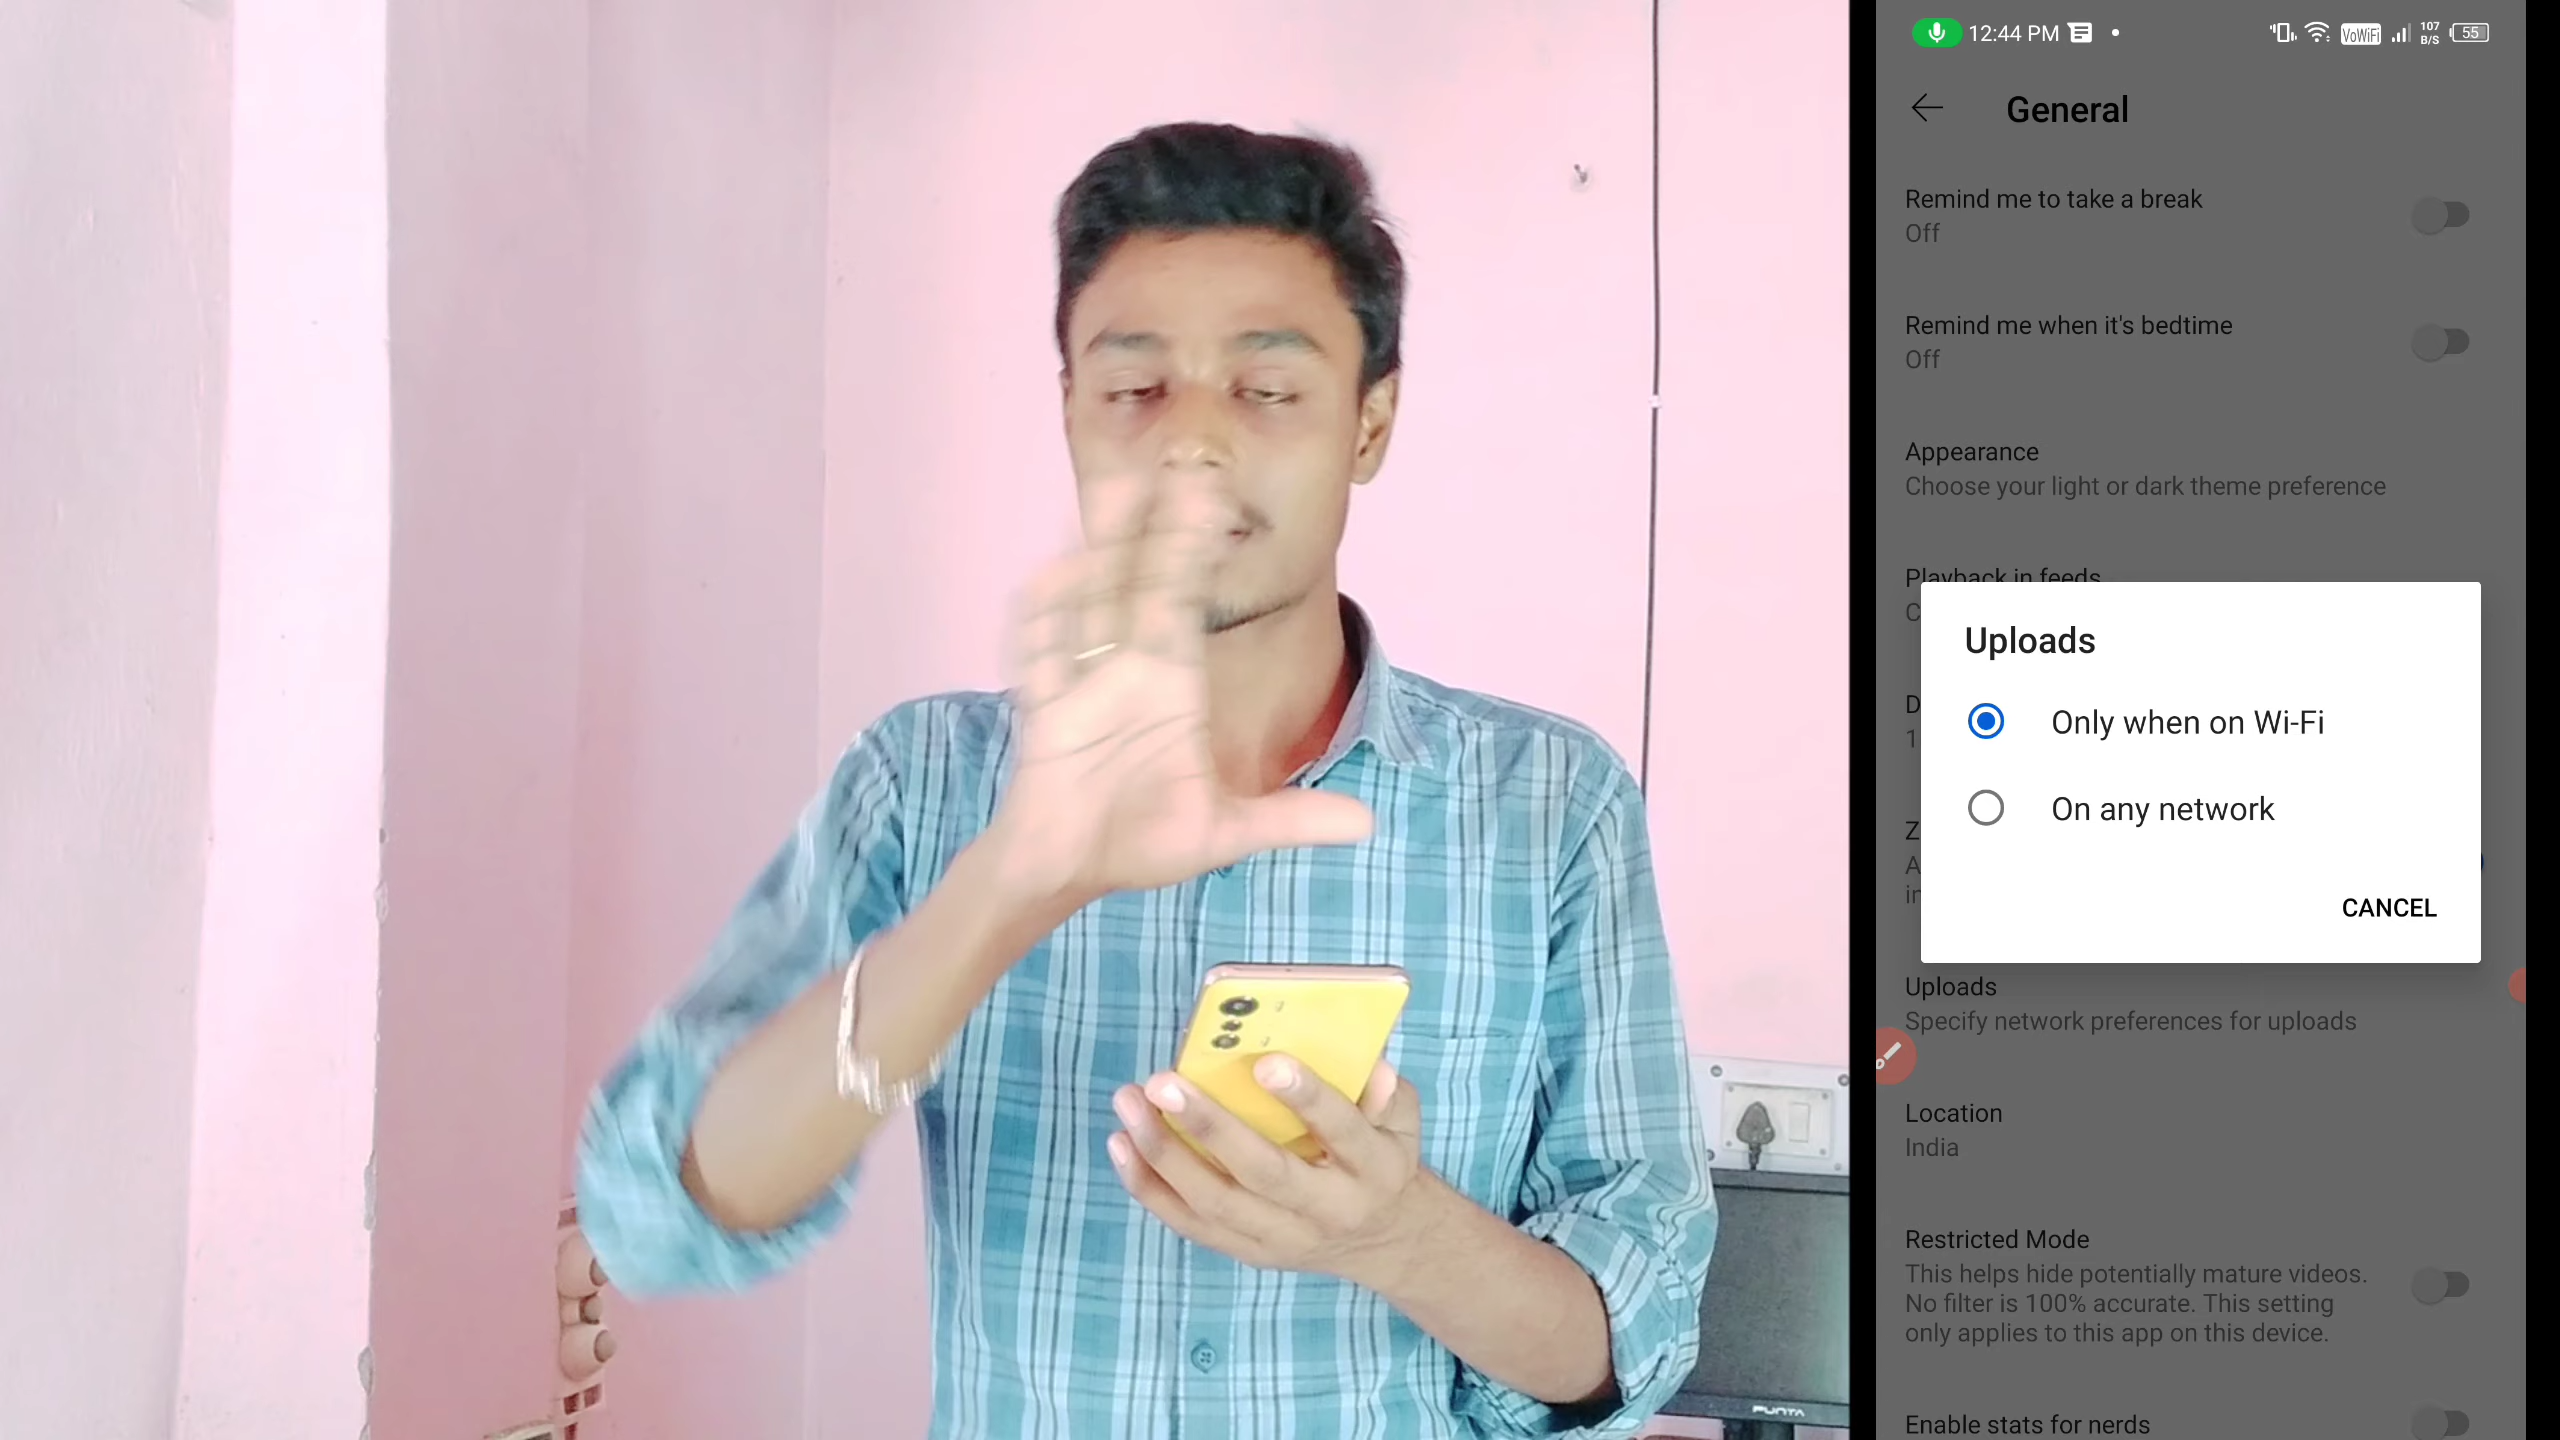 12:44 PM
VoWiFi
107
B/S
55
General
Remind me to take a break
Off
Remind me when it's bedtime
Off
Appearance
Choose your light or dark theme preference
Playback in feeds
C
D
1
Z
A
in
Uploads
Only when on Wi-Fi
On any network
CANCEL
Uploads
Specify network preferences for uploads
Location
India
Restricted Mode
This helps hide potentially mature videos.
No filter is 100% accurate. This setting
only applies to this app on this device.
Enable stats for nerds
PUNTA